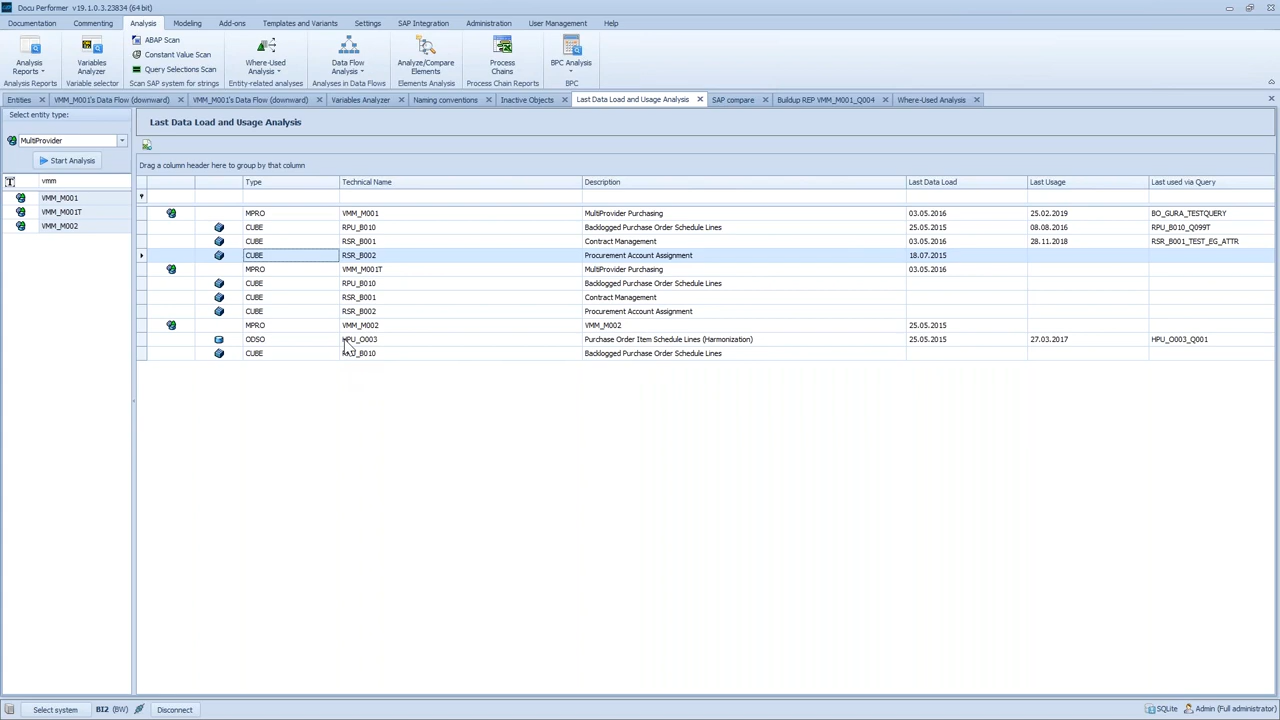 Docu Performer v19.1.0.3.23834 (64 bit)
Documentation Commenting Analysis Modeling Add-ons Templates and Variants Settings SAP Integration Administration User Management Help
Analysis Reports
Variables Analyzer
ABAP Scan
Constant Value Scan
Query Selections Scan
Where-Used Analysis
Data Flow Analysis
Analyze/Compare Elements
Process Chains
BPC Analysis
Analysis Reports Variable selector Scan SAP system for strings Entity-related analyses Analyses in Data Flows Elements Analysis Process Chain Reports BPC
Entities VMM_M001's Data Flow (downward) VMM_M001's Data Flow (downward) Variables Analyzer Naming conventions Inactive Objects Last Data Load and Usage Analysis SAP compare Buildup REP VMM_M001_Q004 Where-Used Analysis
Select entity type:
MultiProvider
Start Analysis
vmm
VMM_M001
VMM_M001T
VMM_M002
Last Data Load and Usage Analysis
Drag a column header here to group by that column
Type Technical Name Description Last Data Load Last Usage Last used via Query
MPRO VMM_M001 MultiProvider Purchasing 03.05.2016 25.02.2019 BO_GURA_TESTQUERY
CUBE RPU_B010 Backlogged Purchase Order Schedule Lines 25.05.2015 08.08.2016 RPU_B010_Q099T
CUBE RSR_B001 Contract Management 03.05.2016 28.11.2018 RSR_B001_TEST_EG_ATTR
CUBE RSR_B002 Procurement Account Assignment 18.07.2015
MPRO VMM_M001T MultiProvider Purchasing 03.05.2016
CUBE RPU_B010 Backlogged Purchase Order Schedule Lines
CUBE RSR_B001 Contract Management
CUBE RSR_B002 Procurement Account Assignment
MPRO VMM_M002 VMM_M002 25.05.2015
ODSO HPU_O003 Purchase Order Item Schedule Lines (Harmonization) 25.05.2015 27.03.2017 HPU_O003_Q001
CUBE RPU_B010 Backlogged Purchase Order Schedule Lines
Select system BI2 (BW) Disconnect SQLite Admin (Full administrator)